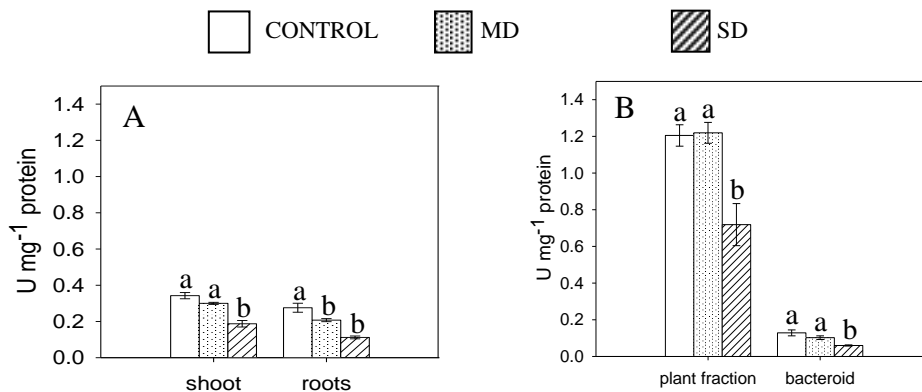 CONTROL MD SD
A
U mg-1 protein
1.4
1.2
1.0
0.8
0.6
0.4
0.2
0.0
a a b
a b b
shoot roots
B
U mg-1 protein
1.4
1.2
1.0
0.8
0.6
0.4
0.2
0.0
a a b
a a b
plant fraction bacteroid